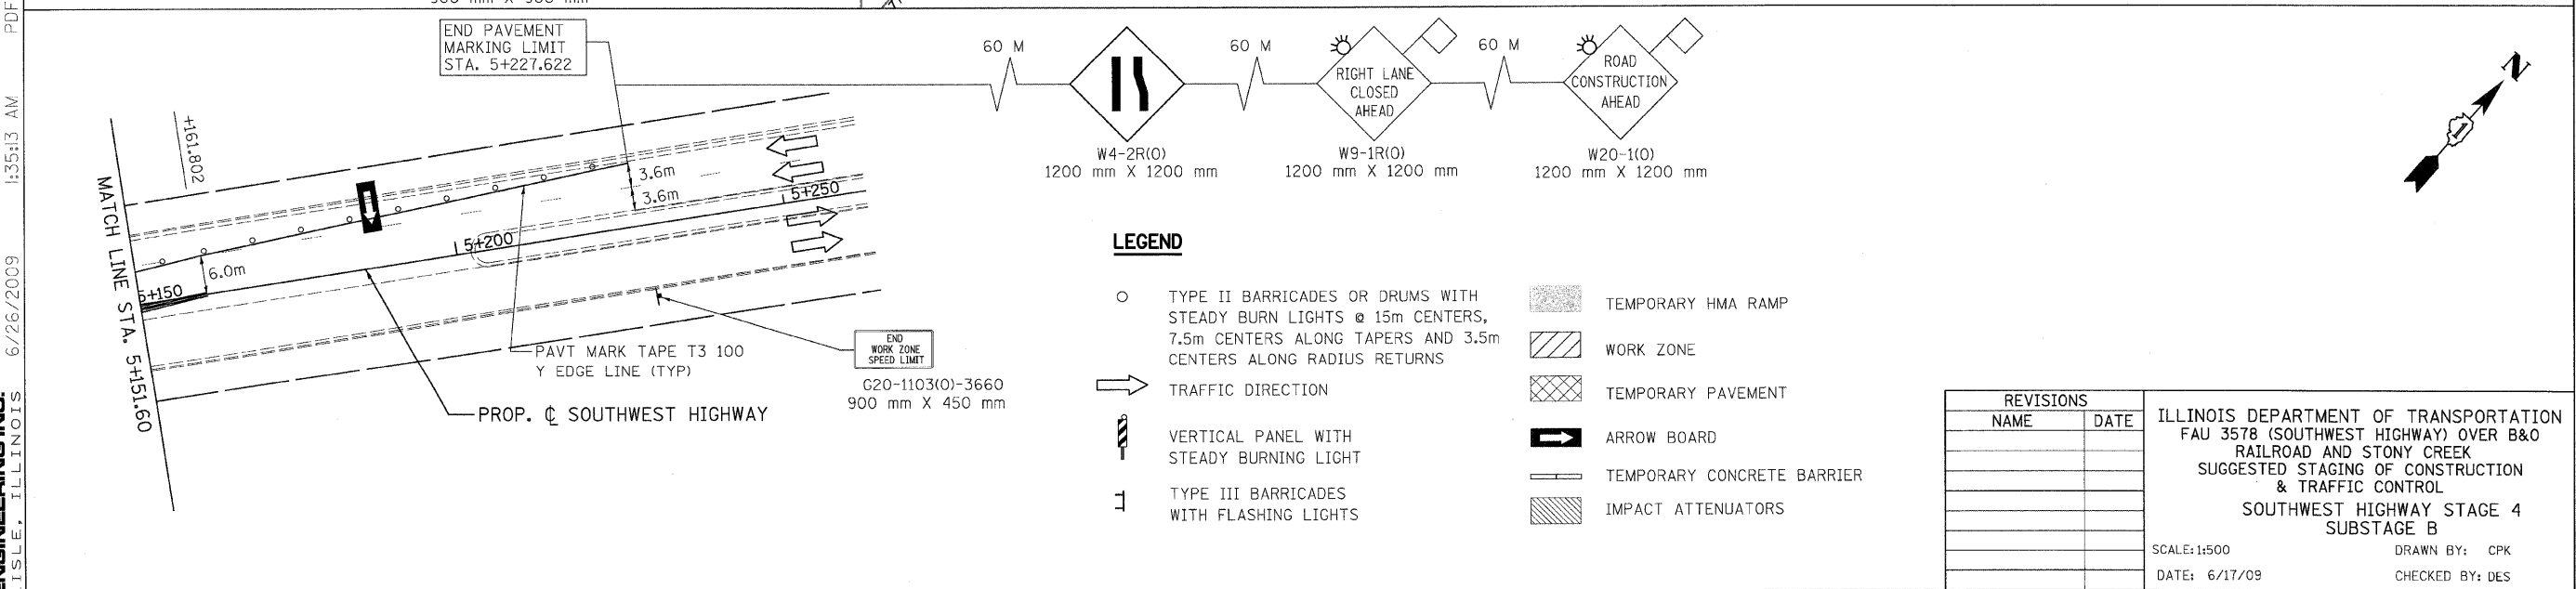 END PAVEMENT
MARKING LIMIT
STA. 5+227.622
60 M
60 M
60 M
RIGHT LANE
CLOSED
AHEAD
ROAD
CONSTRUCTION
AHEAD
N
1
W4-2R(O)
1200 mm X 1200 mm
W9-1R(O)
1200 mm X 1200 mm
W20-1(O)
1200 mm X 1200 mm
+161.802
MATCH LINE STA. 5+151.60
3.6m
3.6m
5+250
5+200
6.0m
5+150
PAVT MARK TAPE T3 100
Y EDGE LINE (TYP)
PROP. ℄ SOUTHWEST HIGHWAY
END
WORK ZONE
SPEED LIMIT
G20-1103(O)-3660
900 mm X 450 mm
LEGEND
TYPE II BARRICADES OR DRUMS WITH
STEADY BURN LIGHTS @ 15m CENTERS,
7.5m CENTERS ALONG TAPERS AND 3.5m
CENTERS ALONG RADIUS RETURNS
TRAFFIC DIRECTION
VERTICAL PANEL WITH
STEADY BURNING LIGHT
TYPE III BARRICADES
WITH FLASHING LIGHTS
TEMPORARY HMA RAMP
WORK ZONE
TEMPORARY PAVEMENT
ARROW BOARD
TEMPORARY CONCRETE BARRIER
IMPACT ATTENUATORS
REVISIONS
NAME DATE
ILLINOIS DEPARTMENT OF TRANSPORTATION
FAU 3578 (SOUTHWEST HIGHWAY) OVER B&O
RAILROAD AND STONY CREEK
SUGGESTED STAGING OF CONSTRUCTION
& TRAFFIC CONTROL
SOUTHWEST HIGHWAY STAGE 4
SUBSTAGE B
SCALE: 1:500 DRAWN BY: CPK
DATE: 6/17/09 CHECKED BY: DES
6/26/2009 1:35:13 AM PDF
ENGINEERING INC.
LISLE, ILLINOIS